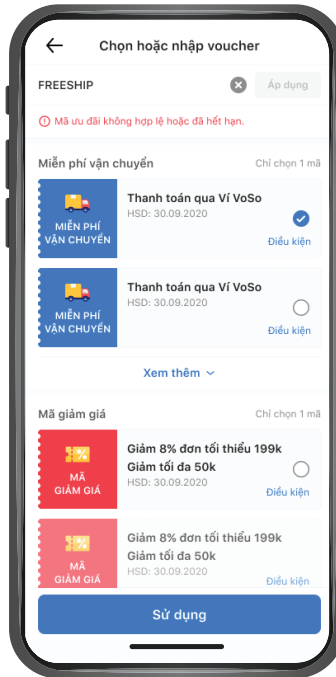 Chọn hoặc nhập voucher
FREESHIP
Áp dụng
Mã ưu đãi không hợp lệ hoặc đã hết hạn.
Miễn phí vận chuyển
Chỉ chọn 1 mã
MIỄN PHÍ
VẬN CHUYỂN
Thanh toán qua Ví VoSo
HSD: 30.09.2020
Điều kiện
MIỄN PHÍ
VẬN CHUYỂN
Thanh toán qua Ví VoSo
HSD: 30.09.2020
Điều kiện
Xem thêm
Mã giảm giá
Chỉ chọn 1 mã
MÃ
GIẢM GIÁ
Giảm 8% đơn tối thiểu 199k
Giảm tối đa 50k
HSD: 30.09.2020
Điều kiện
MÃ
GIẢM GIÁ
Giảm 8% đơn tối thiểu 199k
Giảm tối đa 50k
HSD: 30.09.2020
Điều kiện
Sử dụng